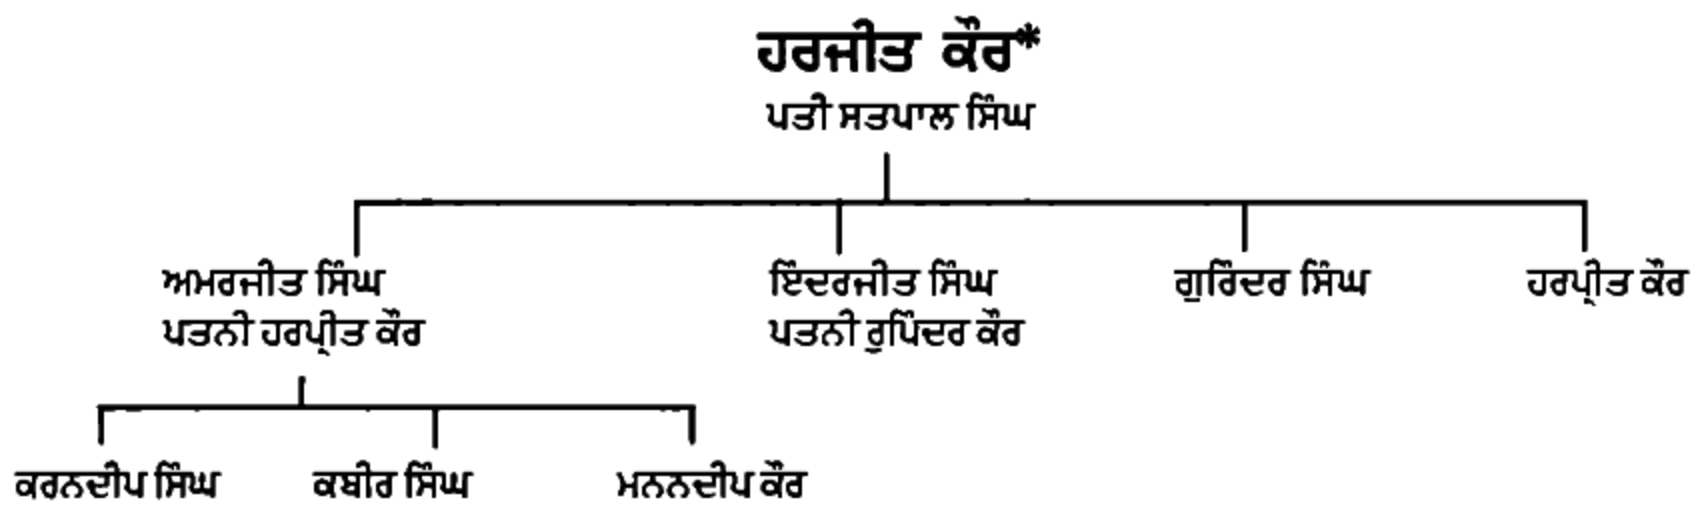 ਹਰਜੀਤ ਕੌਰ*
ਪਤੀ ਸਤਪਾਲ ਸਿੰਘ
ਅਮਰਜੀਤ ਸਿੰਘ
ਪਤਨੀ ਹਰਪ੍ਰੀਤ ਕੌਰ
ਇੰਦਰਜੀਤ ਸਿੰਘ
ਪਤਨੀ ਰੁਪਿੰਦਰ ਕੌਰ
ਗੁਰਿੰਦਰ ਸਿੰਘ
ਹਰਪ੍ਰੀਤ ਕੌਰ
ਕਰਨਦੀਪ ਸਿੰਘ
ਕਬੀਰ ਸਿੰਘ
ਮਨਨਦੀਪ ਕੌਰ